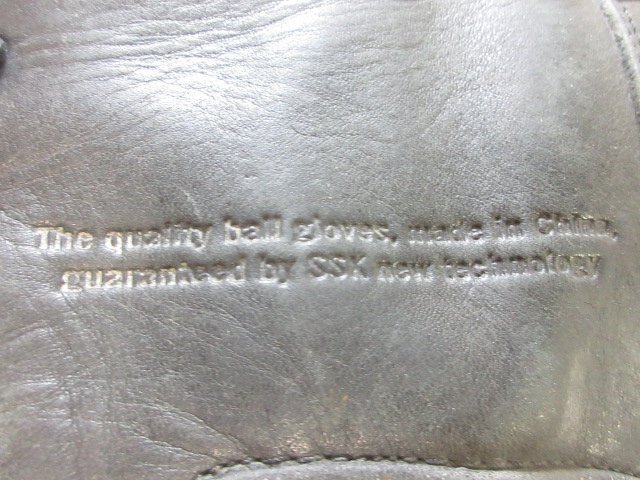 The quality ball gloves, made in China,
guaranteed by SSK new technology